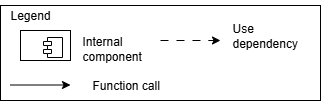 Legend
Internal
component
Use
dependency
Function call